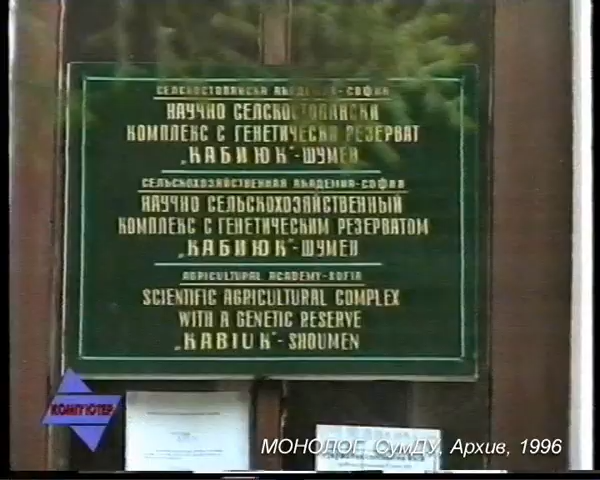 СЕЛСКОСТОПАНСКА АКАДЕМИЯ-СОФИЯ
НАУЧНО СЕЛСКОСТОПАНСКИ
КОМПЛЕКС С ГЕНЕТИЧЕСКИ РЕЗЕРВАТ
„КАБИЮК"-ШУМЕН
СЕЛЬСКОХОЗЯЙСТВЕННАЯ АКАДЕМИЯ-СОФИЯ
НАУЧНО СЕЛЬСКОХОЗЯЙСТВЕННЫЙ
КОМПЛЕКС С ГЕНЕТИЧЕСКИМ РЕЗЕРВАТОМ
„КАБИЮК"-ШУМЕН
AGRICULTURAL ACADEMY-SOFIA
SCIENTIFIC AGRICULTURAL COMPLEX
WITH A GENETIC RESERVE
„KABIUK"-SHOUMEN
КОМПЮТЕР
МОНОЛОГ, СумДУ, Архив, 1996